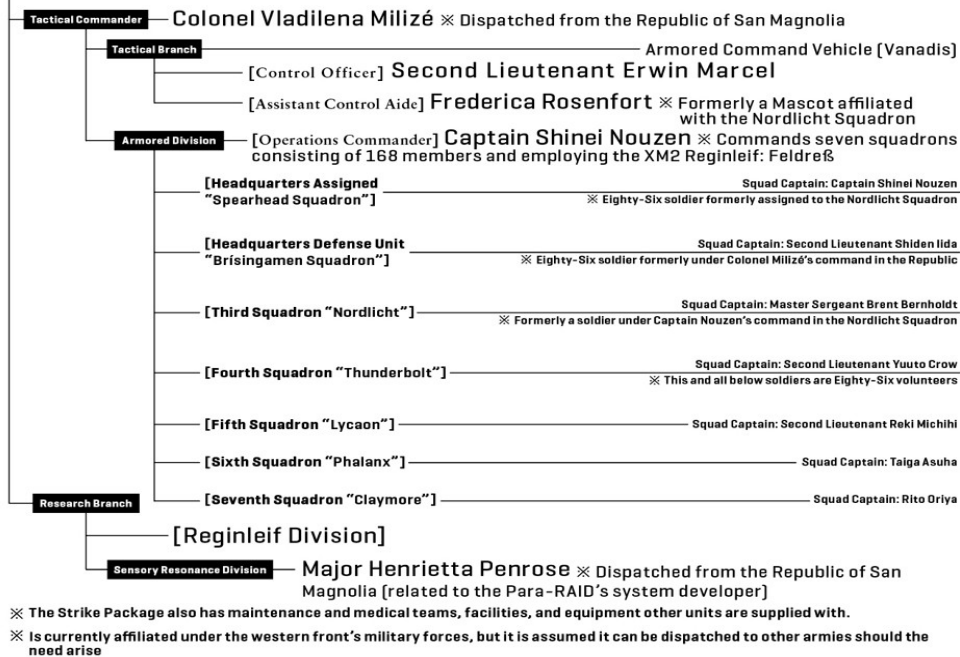 Tactical Commander Colonel Vladilena Milizé ※ Dispatched from the Republic of San Magnolia
Tactical Branch Armored Command Vehicle (Vanadis)
[Control Officer] Second Lieutenant Erwin Marcel
[Assistant Control Aide] Frederica Rosenfort ※ Formerly a Mascot affiliated
with the Nordlicht Squadron
Armored Division [Operations Commander] Captain Shinei Nouzen ※ Commands seven squadrons
consisting of 168 members and employing the XM2 Reginleif: Feldreß
[Headquarters Assigned Squad Captain: Captain Shinei Nouzen
"Spearhead Squadron"] ※ Eighty-Six soldier formerly assigned to the Nordlicht Squadron
[Headquarters Defense Unit Squad Captain: Second Lieutenant Shiden Iida
"Brísingamen Squadron"] ※ Eighty-Six soldier formerly under Colonel Milizé's command in the Republic
[Third Squadron "Nordlicht"] Squad Captain: Master Sergeant Brent Bernholdt
※ Formerly a soldier under Captain Nouzen's command in the Nordlicht Squadron
[Fourth Squadron "Thunderbolt"] Squad Captain: Second Lieutenant Yuuto Crow
※ This and all below soldiers are Eighty-Six volunteers
[Fifth Squadron "Lycaon"] Squad Captain: Second Lieutenant Reki Michihi
[Sixth Squadron "Phalanx"] Squad Captain: Taiga Asuha
[Seventh Squadron "Claymore"] Squad Captain: Rito Oriya
Research Branch
[Reginleif Division]
Sensory Resonance Division Major Henrietta Penrose ※ Dispatched from the Republic of San
Magnolia (related to the Para-RAID's system developer)
※ The Strike Package also has maintenance and medical teams, facilities, and equipment other units are supplied with.
※ Is currently affiliated under the western front's military forces, but it is assumed it can be dispatched to other armies should the
need arise